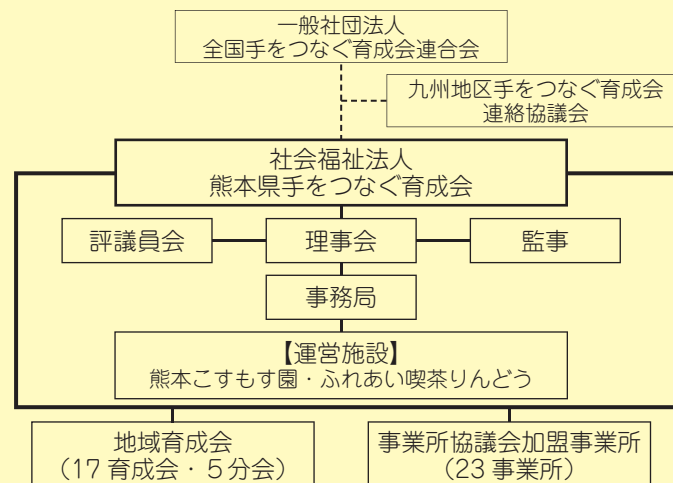 一般社団法人
全国手をつなぐ育成会連合会
九州地区手をつなぐ育成会
連絡協議会
社会福祉法人
熊本県手をつなぐ育成会
評議員会
理事会
監事
事務局
【運営施設】
熊本こすもす園・ふれあい喫茶りんどう
地域育成会
（17 育成会・５分会）
事業所協議会加盟事業所
（23 事業所）